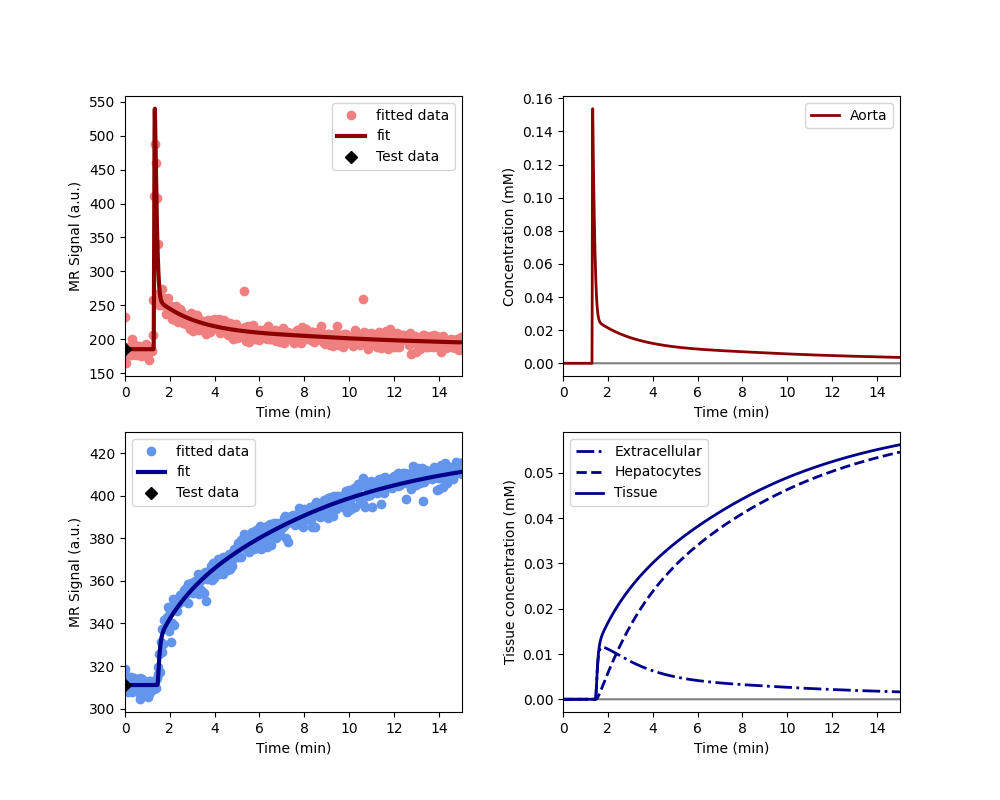 550
500
450
400
350
300
250
200
150
MR Signal (a.u.)
fitted data
fit
Test data
0 2 4 6 8 10 12 14
Time (min)
0.16
0.14
0.12
0.10
0.08
0.06
0.04
0.02
0.00
Concentration (mM)
Aorta
0 2 4 6 8 10 12 14
Time (min)
420
400
380
360
340
320
300
MR Signal (a.u.)
fitted data
fit
Test data
0 2 4 6 8 10 12 14
Time (min)
0.05
0.04
0.03
0.02
0.01
0.00
Tissue concentration (mM)
Extracellular
Hepatocytes
Tissue
0 2 4 6 8 10 12 14
Time (min)